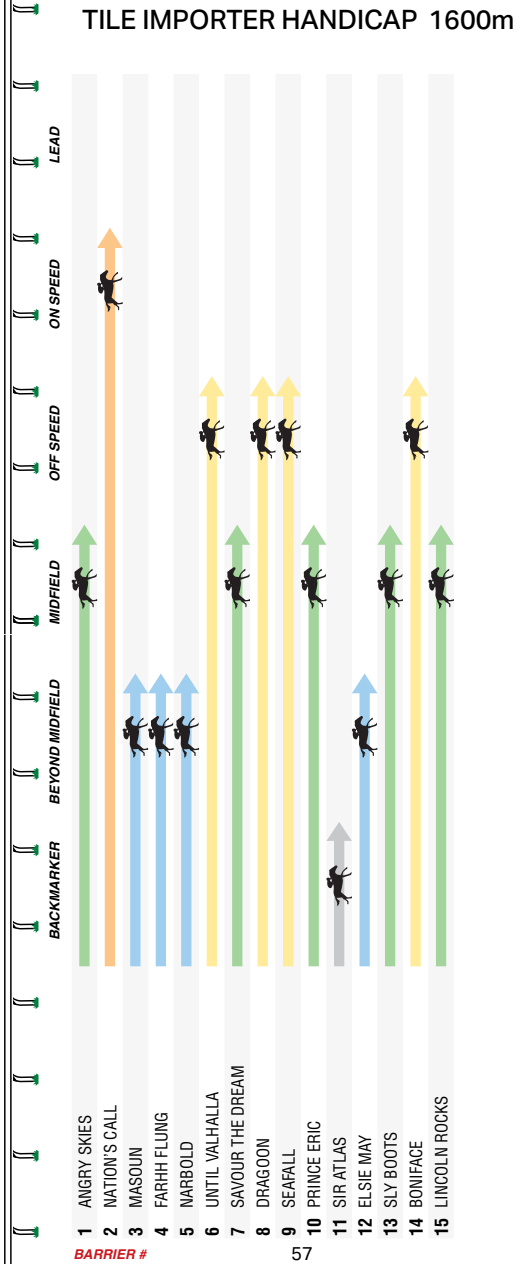 TILE IMPORTER HANDICAP 1600m
LEAD
ON SPEED
OFF SPEED
MIDFIELD
BEYOND MIDFIELD
BACKMARKER
1 ANGRY SKIES
2 NATION'S CALL
3 MASOUN
4 FARHH FLUNG
5 NARBOLD
6 UNTIL VALHALLA
7 SAVOUR THE DREAM
8 DRAGOON
9 SEAFALL
10 PRINCE ERIC
11 SIR ATLAS
12 ELSIE MAY
13 SLY BOOTS
14 BONIFACE
15 LINCOLN ROCKS
BARRIER #
57